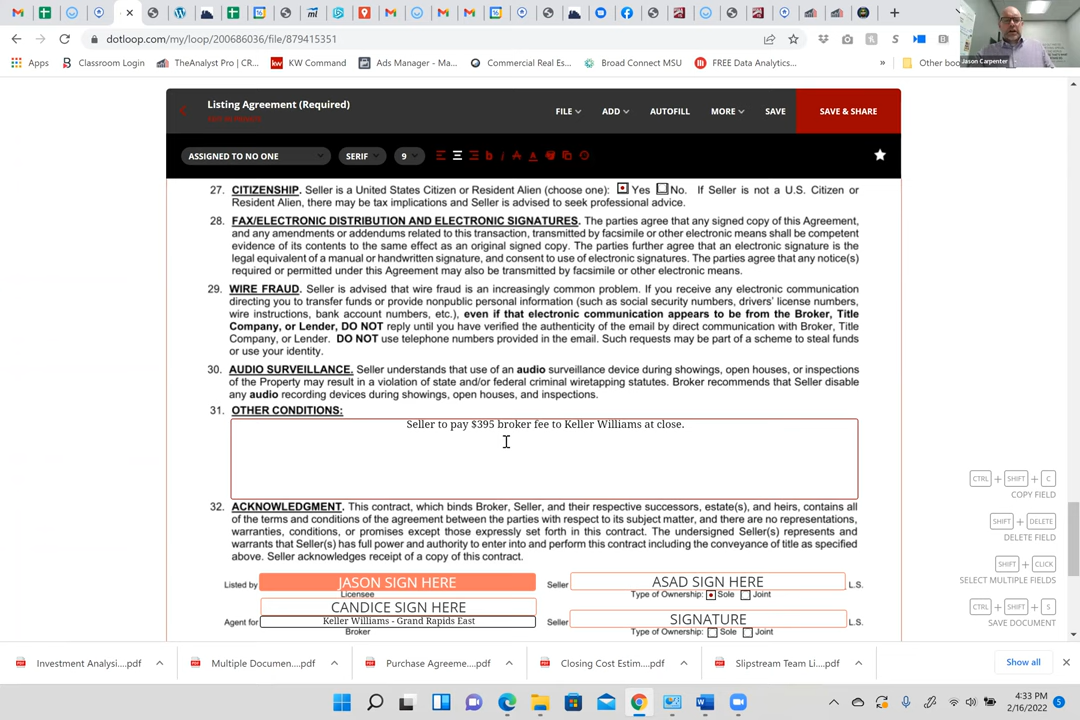 dotloop.com/my/loop/200686036/file/879415351
Apps Classroom Login TheAnalyst Pro | CR... KW Command Ads Manager - Ma... Commercial Real Es... Broad Connect MSU FREE Data Analytics... » Other boo
Jason Carpenter
Listing Agreement (Required)
FILE ADD AUTOFILL MORE SAVE SAVE & SHARE
ASSIGNED TO NO ONE SERIF 9
27. CITIZENSHIP. Seller is a United States Citizen or Resident Alien (choose one): Yes No. If Seller is not a U.S. Citizen or
Resident Alien, there may be tax implications and Seller is advised to seek professional advice.
28. FAX/ELECTRONIC DISTRIBUTION AND ELECTRONIC SIGNATURES. The parties agree that any signed copy of this Agreement,
and any amendments or addendums related to this transaction, transmitted by facsimile or other electronic means shall be competent
evidence of its contents to the same effect as an original signed copy. The parties further agree that an electronic signature is the
legal equivalent of a manual or handwritten signature, and consent to use of electronic signatures. The parties agree that any notice(s)
required or permitted under this Agreement may also be transmitted by facsimile or other electronic means.
29. WIRE FRAUD. Seller is advised that wire fraud is an increasingly common problem. If you receive any electronic communication
directing you to transfer funds or provide nonpublic personal information (such as social security numbers, drivers' license numbers,
wire instructions, bank account numbers, etc.), even if that electronic communication appears to be from the Broker, Title
Company, or Lender, DO NOT reply until you have verified the authenticity of the email by direct communication with Broker, Title
Company, or Lender. DO NOT use telephone numbers provided in the email. Such requests may be part of a scheme to steal funds
or use your identity.
30. AUDIO SURVEILLANCE. Seller understands that use of an audio surveillance device during showings, open houses, or inspections
of the Property may result in a violation of state and/or federal criminal wiretapping statutes. Broker recommends that Seller disable
any audio recording devices during showings, open houses, and inspections.
31. OTHER CONDITIONS:
Seller to pay $395 broker fee to Keller Williams at close.
32. ACKNOWLEDGMENT. This contract, which binds Broker, Seller, and their respective successors, estate(s), and heirs, contains all
of the terms and conditions of the agreement between the parties with respect to its subject matter, and there are no representations,
warranties, conditions, or promises except those expressly set forth in this contract. The undersigned Seller(s) represents and
warrants that Seller(s) has full power and authority to enter into and perform this contract including the conveyance of title as specified
above. Seller acknowledges receipt of a copy of this contract.
Listed by JASON SIGN HERE Seller ASAD SIGN HERE L.S.
Licensee Type of Ownership: Sole Joint
CANDICE SIGN HERE
Agent for Keller Williams - Grand Rapids East Seller SIGNATURE L.S.
Broker Type of Ownership: Sole Joint
CTRL + SHIFT + C
COPY FIELD
SHIFT + DELETE
DELETE FIELD
SHIFT + CLICK
SELECT MULTIPLE FIELDS
CTRL + SHIFT + S
SAVE DOCUMENT
Investment Analysi....pdf Multiple Documen....pdf Purchase Agreeme....pdf Closing Cost Estim....pdf Slipstream Team Li....pdf Show all
4:33 PM
2/16/2022